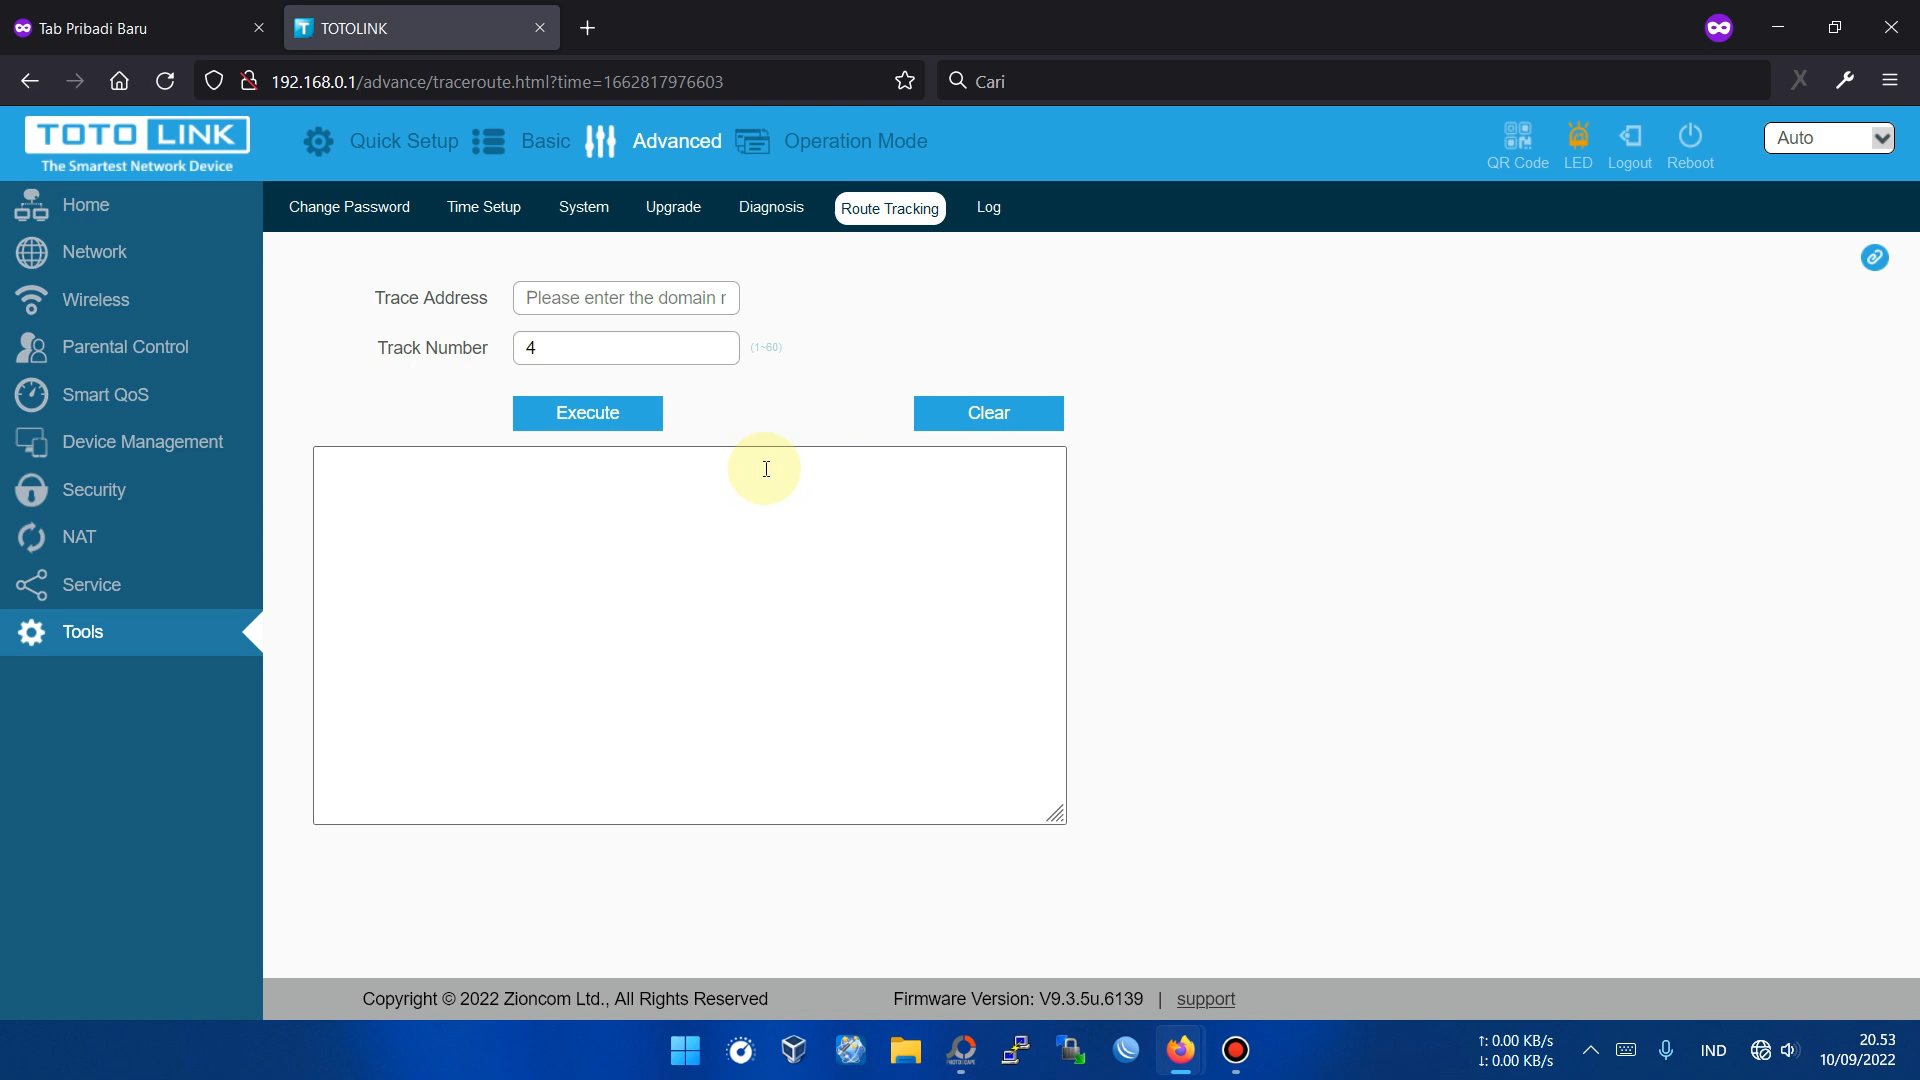 Tab Pribadi Baru
TOTOLINK
192.168.0.1/advance/traceroute.html?time=1662817976603
Cari
TOTO LINK
The Smartest Network Device
Quick Setup
Basic
Advanced
Operation Mode
QR Code
LED
Logout
Reboot
Auto
Home
Network
Wireless
Parental Control
Smart QoS
Device Management
Security
NAT
Service
Tools
Change Password
Time Setup
System
Upgrade
Diagnosis
Route Tracking
Log
Trace Address
Please enter the domain r
Track Number
4
(1~60)
Execute
Clear
Copyright © 2022 Zioncom Ltd., All Rights Reserved
Firmware Version: V9.3.5u.6139 | support
↑: 0.00 KB/s
↓: 0.00 KB/s
IND
20.53
10/09/2022